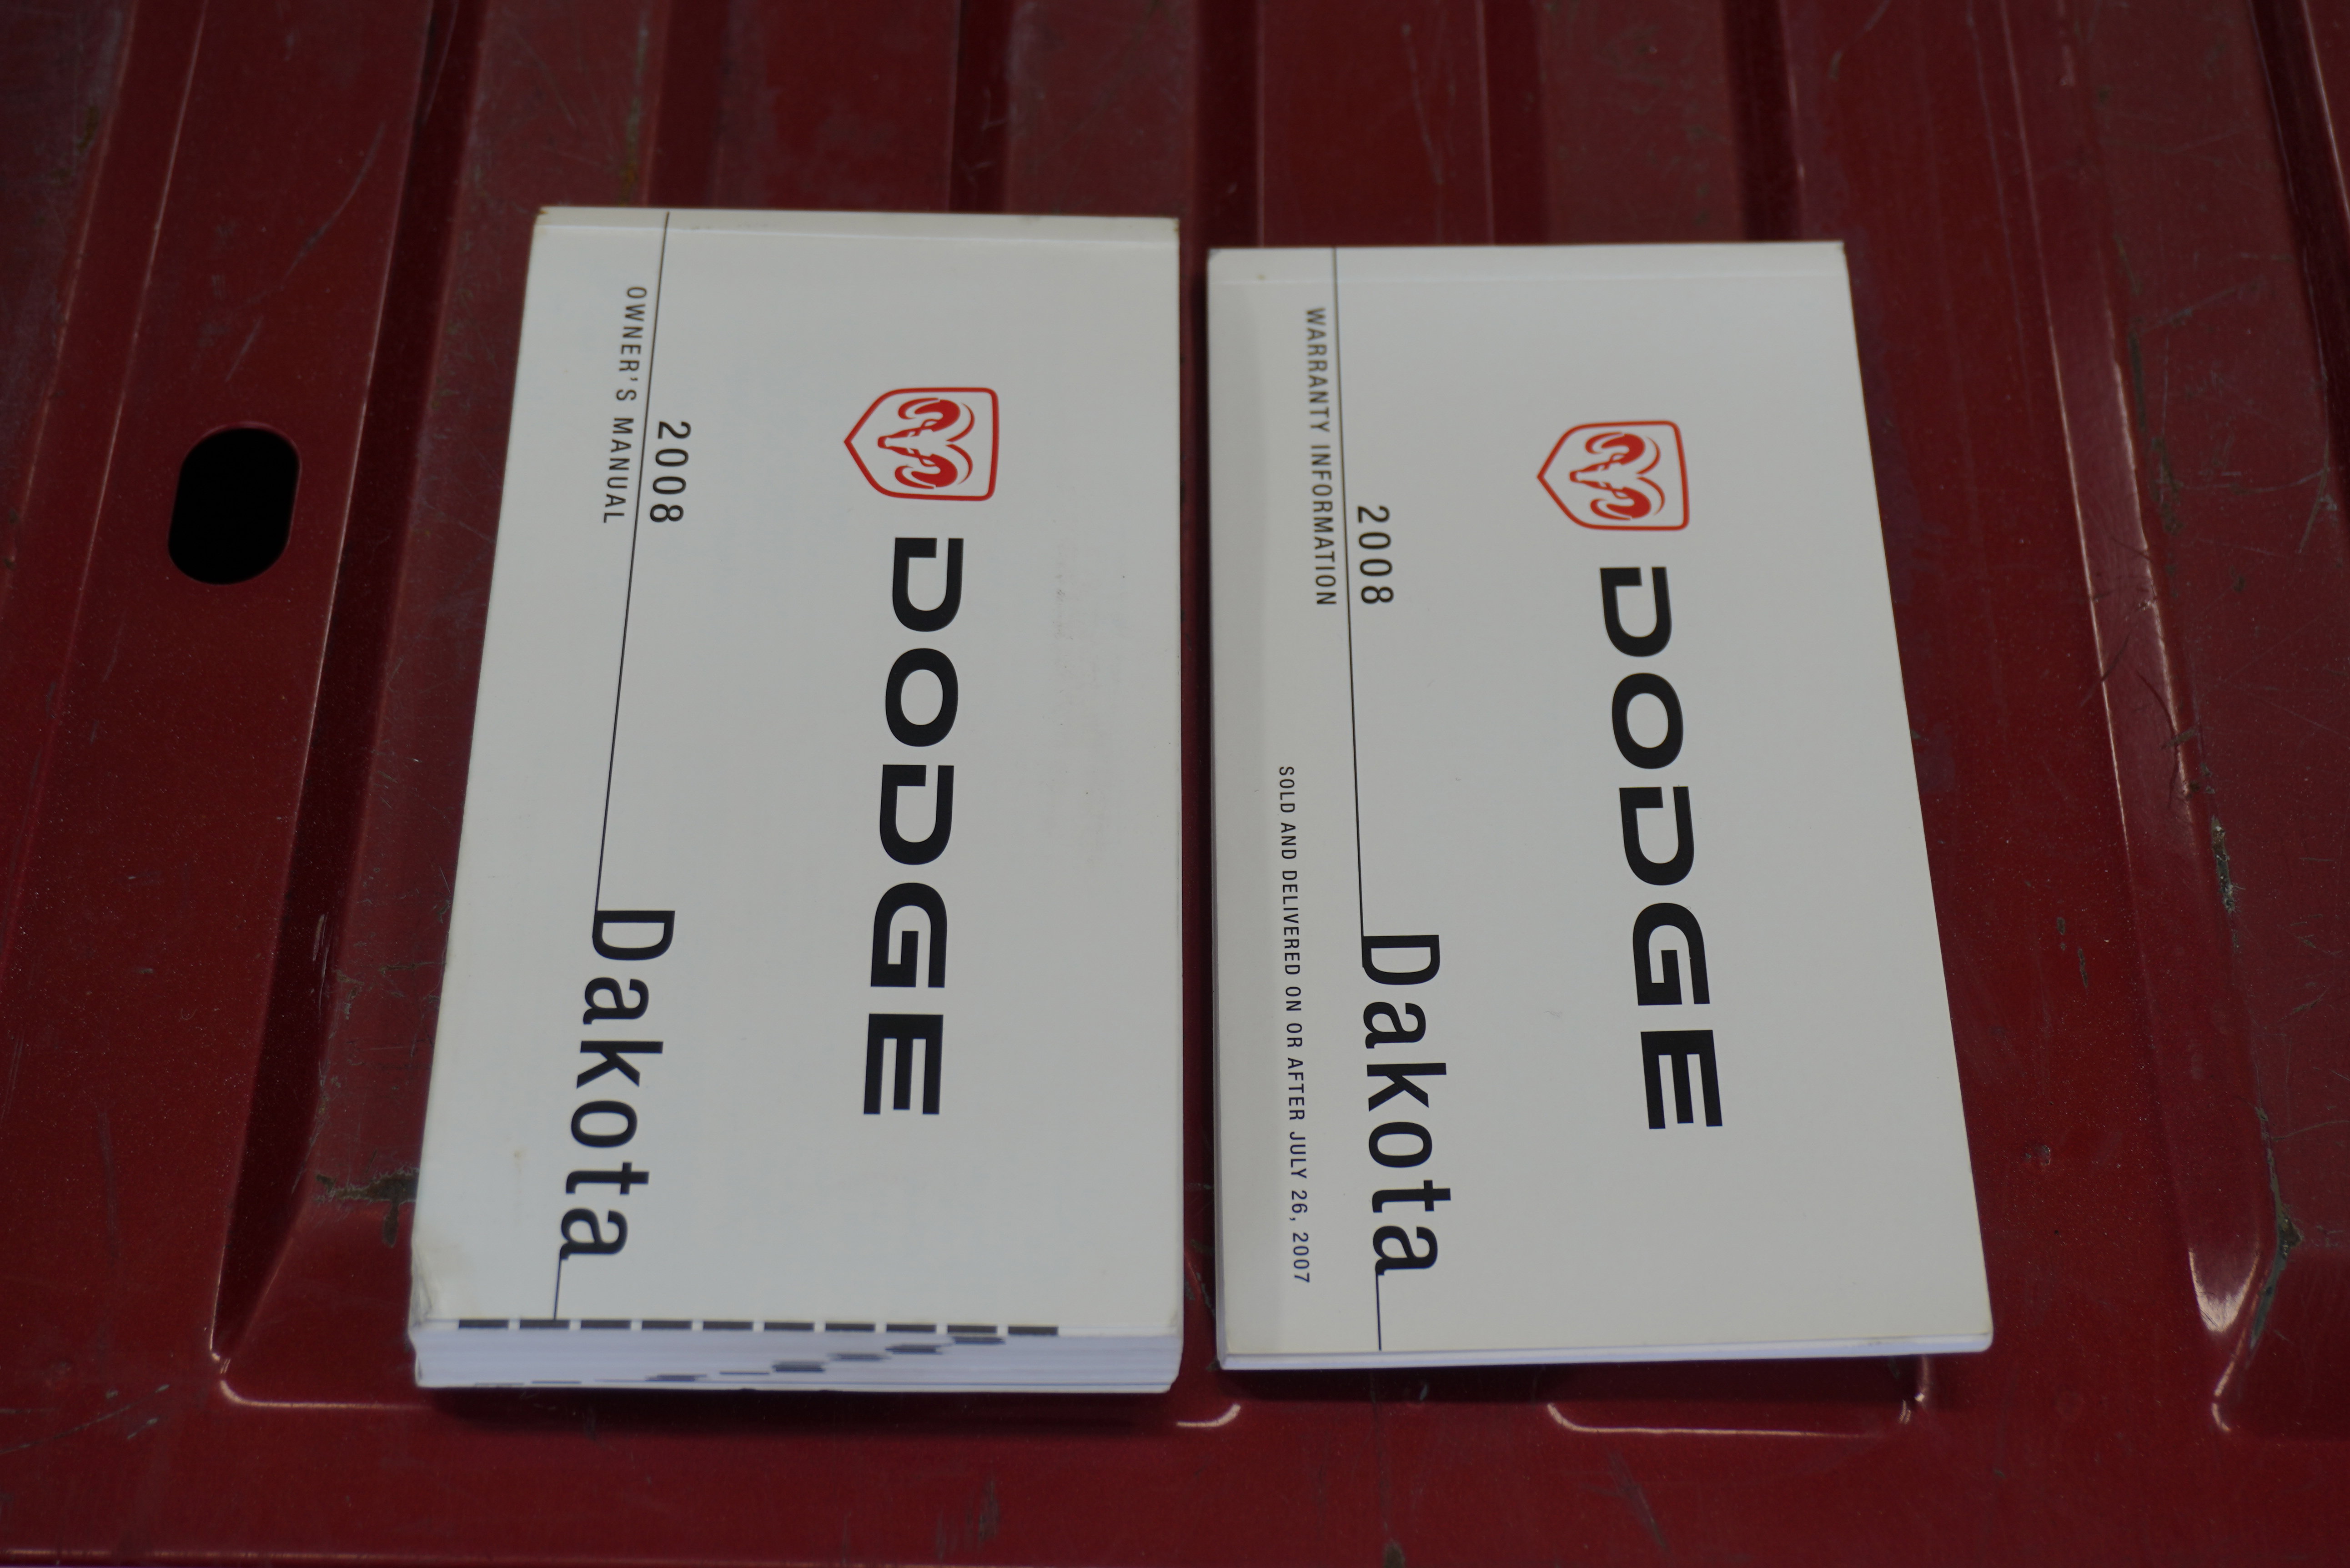 DODGE
2008 Dakota
OWNER'S MANUAL
DODGE
2008 Dakota
WARRANTY INFORMATION
SOLD AND DELIVERED ON OR AFTER JULY 26, 2007